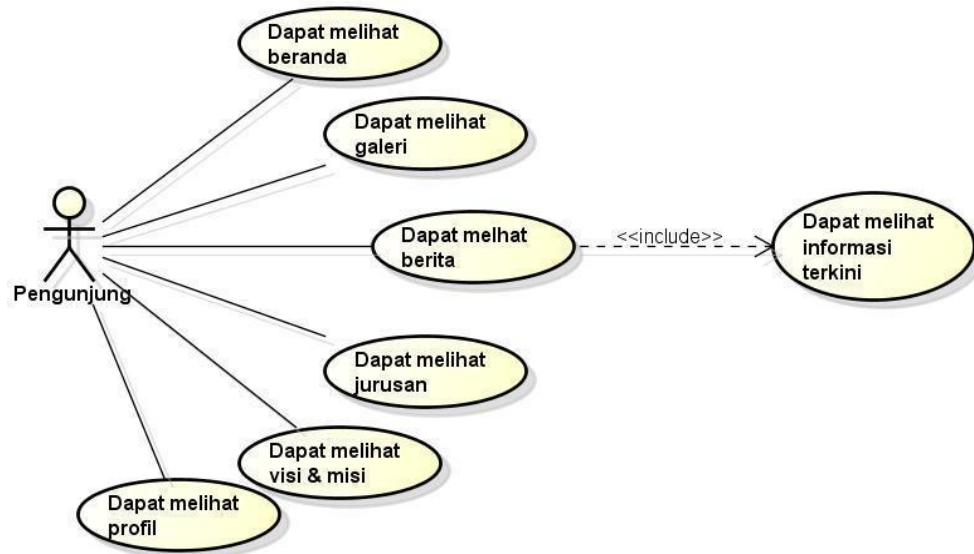 Dapat melihat
beranda
Dapat melihat
galeri
Dapat melhat
berita
<<include>>
Dapat melihat
informasi
terkini
Pengunjung
Dapat melihat
jurusan
Dapat melihat
visi & misi
Dapat melihat
profil